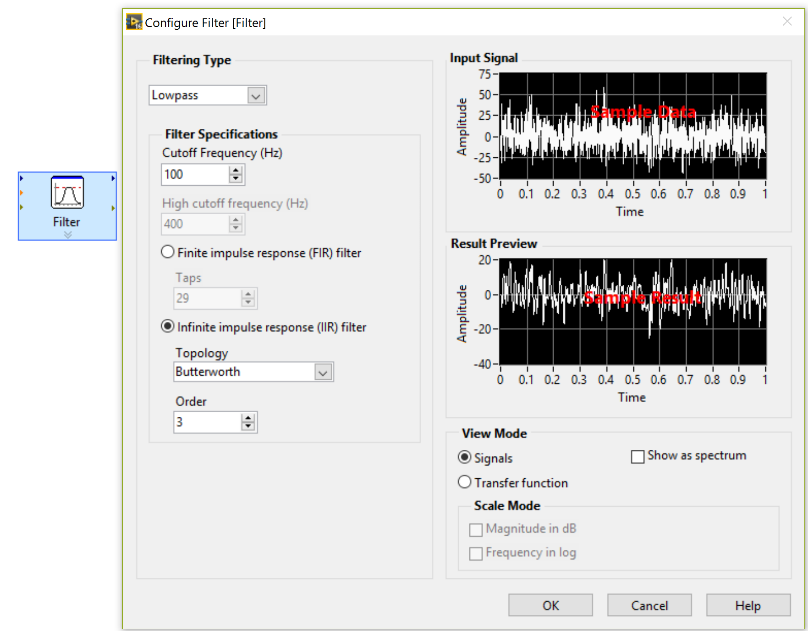 Filter
Configure Filter [Filter]
Filtering Type
Lowpass
Filter Specifications
Cutoff Frequency (Hz)
100
High cutoff frequency (Hz)
400
Finite impulse response (FIR) filter
Taps
29
Infinite impulse response (IIR) filter
Topology
Butterworth
Order
3
Input Signal
75
50
25
0
-25
-50
Amplitude
Sample Data
0 0.1 0.2 0.3 0.4 0.5 0.6 0.7 0.8 0.9 1
Time
Result Preview
20
0
-20
-40
Amplitude
Sample Result
0 0.1 0.2 0.3 0.4 0.5 0.6 0.7 0.8 0.9 1
Time
View Mode
Signals
Show as spectrum
Transfer function
Scale Mode
Magnitude in dB
Frequency in log
OK Cancel Help